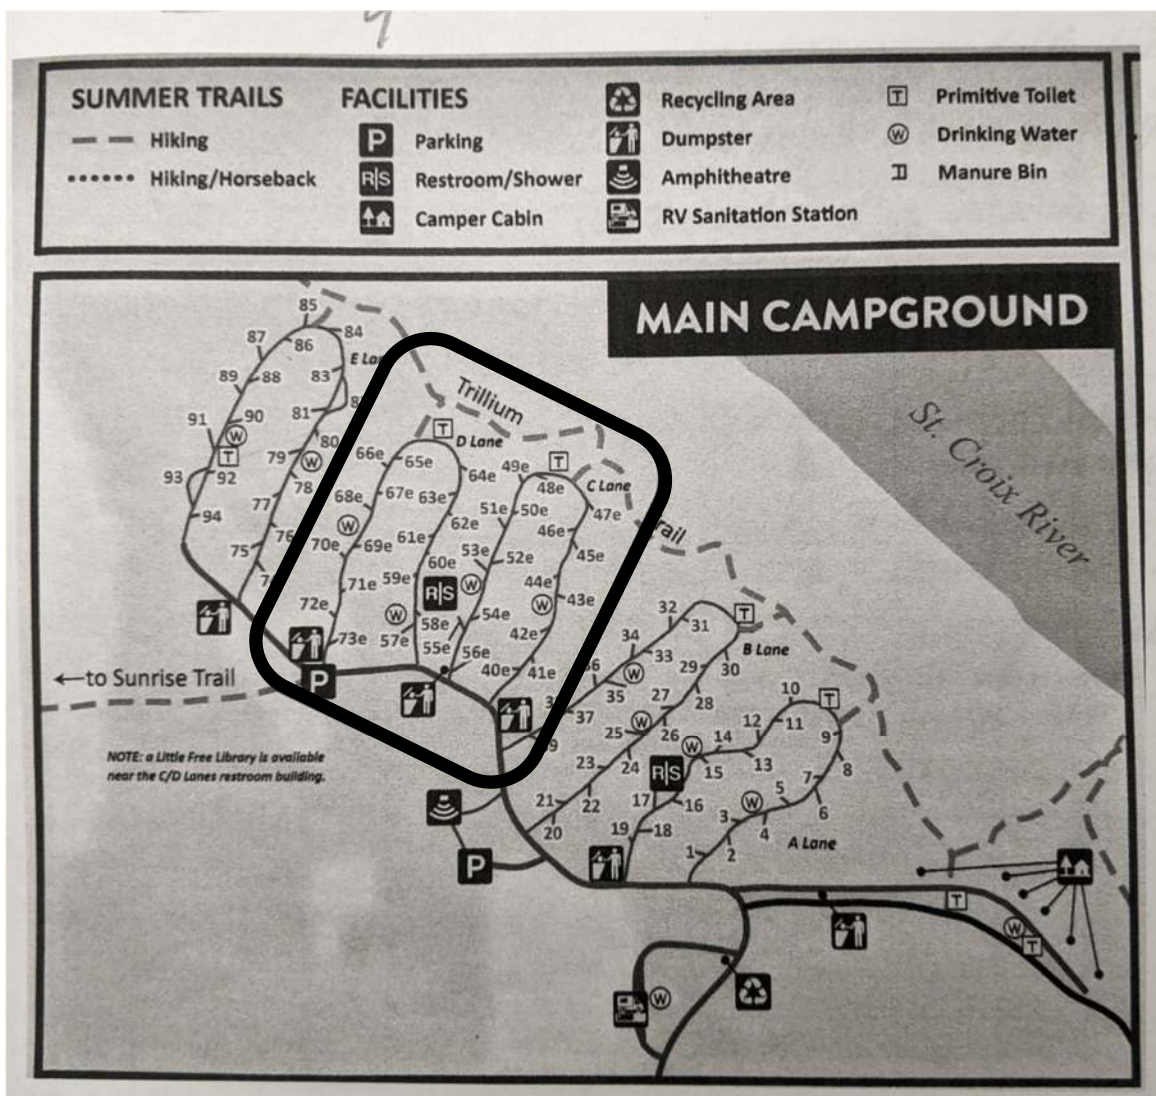 SUMMER TRAILS
Hiking
Hiking/Horseback
FACILITIES
P Parking
R|S Restroom/Shower
Camper Cabin
Recycling Area
Dumpster
Amphitheatre
RV Sanitation Station
T Primitive Toilet
W Drinking Water
Manure Bin
MAIN CAMPGROUND
St. Croix River
Trillium
E
85
84
87
86
83
89
88
91
90
81
W
80
T
79
W
93
92
78
77
94
76
75
T
D Lane
66e
65e
64e
68e
67e
63e
W
62e
70e
69e
61e
60e
71e
59e
R|S
72e
W
58e
73e
57e
P
T
49e
48e
C Lane
47e
51e
50e
46e
53e
52e
45e
W
44e
43e
54e
W
55e
42e
56e
40e
41e
32
31
T
B Lane
34
33
30
29
W
35
28
27
37
W
26
25
24
23
22
21
20
10
T
11
9
12
14
W
8
13
15
7
R|S
16
5
6
17
W
3
4
19
18
1
2
A Lane
←to Sunrise Trail
NOTE: a Little Free Library is available
near the C/D Lanes restroom building.
P
T
W
T
W